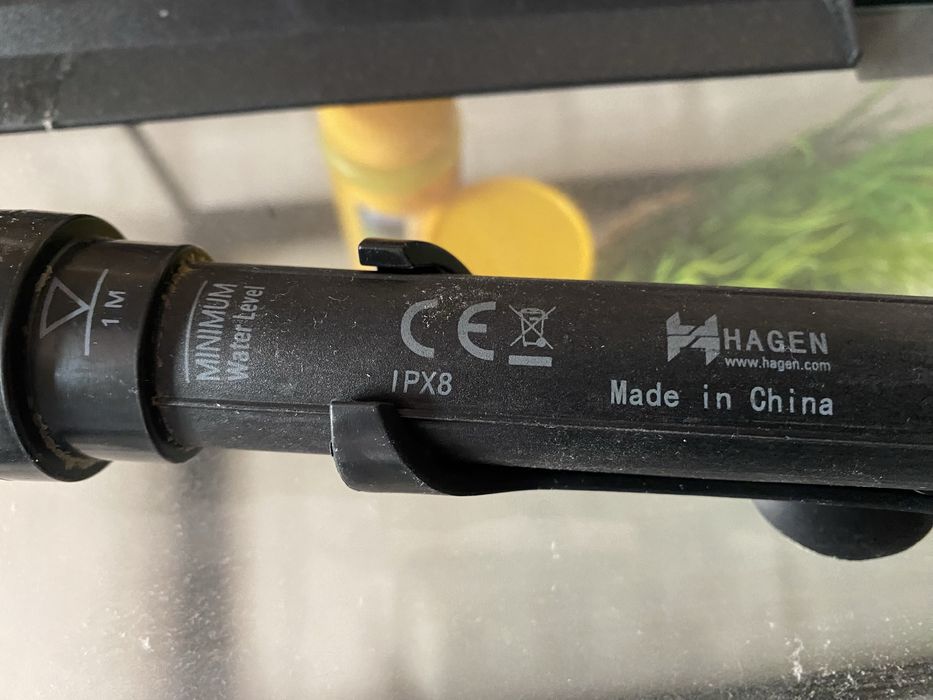 1 M
MINIMUM
Water Level
CE
IPX8
HAGEN
www.hagen.com
Made in China